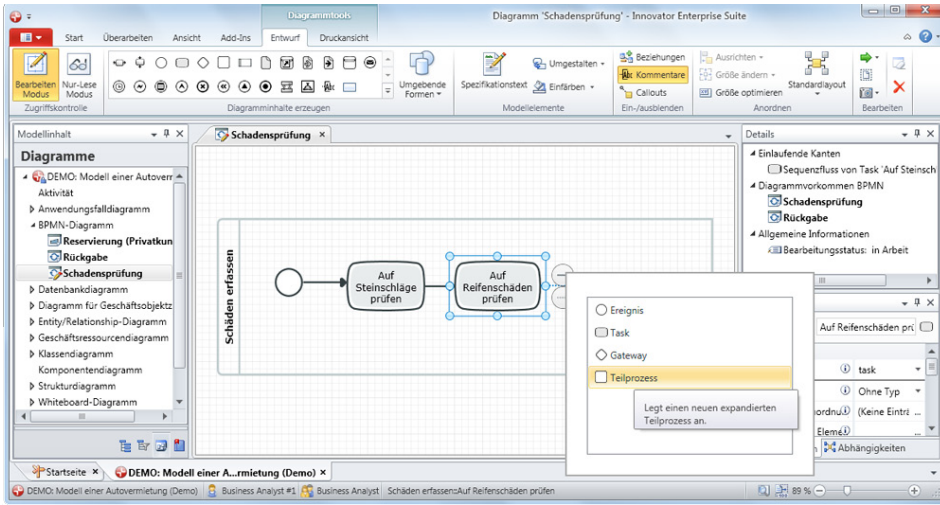 Diagrammtools
Diagramm 'Schadensprüfung' - Innovator Enterprise Suite
Start Überarbeiten Ansicht Add-Ins Entwurf Druckansicht
Bearbeiten Modus
Nur-Lese Modus
Zugriffskontrolle
Umgebende Formen
Diagramminhalte erzeugen
Spezifikationstext
Umgestalten
Einfärben
Modellelemente
Beziehungen
Kommentare
Callouts
Ein-/ausblenden
Ausrichten
Größe ändern
Größe optimieren
Standardlayout
Anordnen
Bearbeiten
Modellinhalt
Diagramme
DEMO: Modell einer Autoverr
Aktivität
Anwendungsfalldiagramm
BPMN-Diagramm
Reservierung (Privatkun
Rückgabe
Schadensprüfung
Datenbankdiagramm
Diagramm für Geschäftsobjektz
Entity/Relationship-Diagramm
Geschäftsressourcendiagramm
Klassendiagramm
Komponentendiagramm
Strukturdiagramm
Whiteboard-Diagramm
Schadensprüfung
Schäden erfassen
Auf
Steinschläge
prüfen
Auf
Reifenschäden
prüfen
Ereignis
Task
Gateway
Teilprozess
Legt einen neuen expandierten
Teilprozess an.
Details
Einlaufende Kanten
Sequenzfluss von Task 'Auf Steinsch
Diagrammvorkommen BPMN
Schadensprüfung
Rückgabe
Allgemeine Informationen
Bearbeitungsstatus: in Arbeit
Auf Reifenschäden prü
task
Ohne Typ
ordnu (Keine Einträ ...
Eleme ...
Abhängigkeiten
Startseite
DEMO: Modell einer A...rmietung (Demo)
DEMO: Modell einer Autovermietung (Demo) Business Analyst #1 Business Analyst Schäden erfassen::Auf Reifenschäden prüfen 89 %